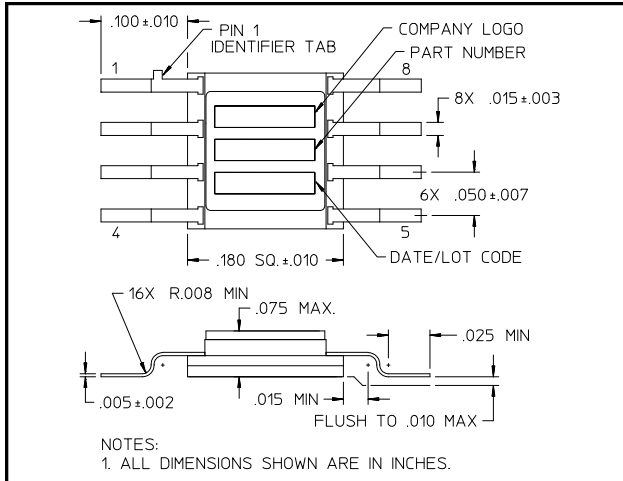 .100±.010
PIN 1
IDENTIFIER TAB
COMPANY LOGO
PART NUMBER
1
8
8X .015±.003
6X .050±.007
4
5
.180 SQ.±.010
DATE/LOT CODE
16X R.008 MIN
.075 MAX.
.025 MIN
.005±.002
.015 MIN
FLUSH TO .010 MAX
NOTES:
1. ALL DIMENSIONS SHOWN ARE IN INCHES.